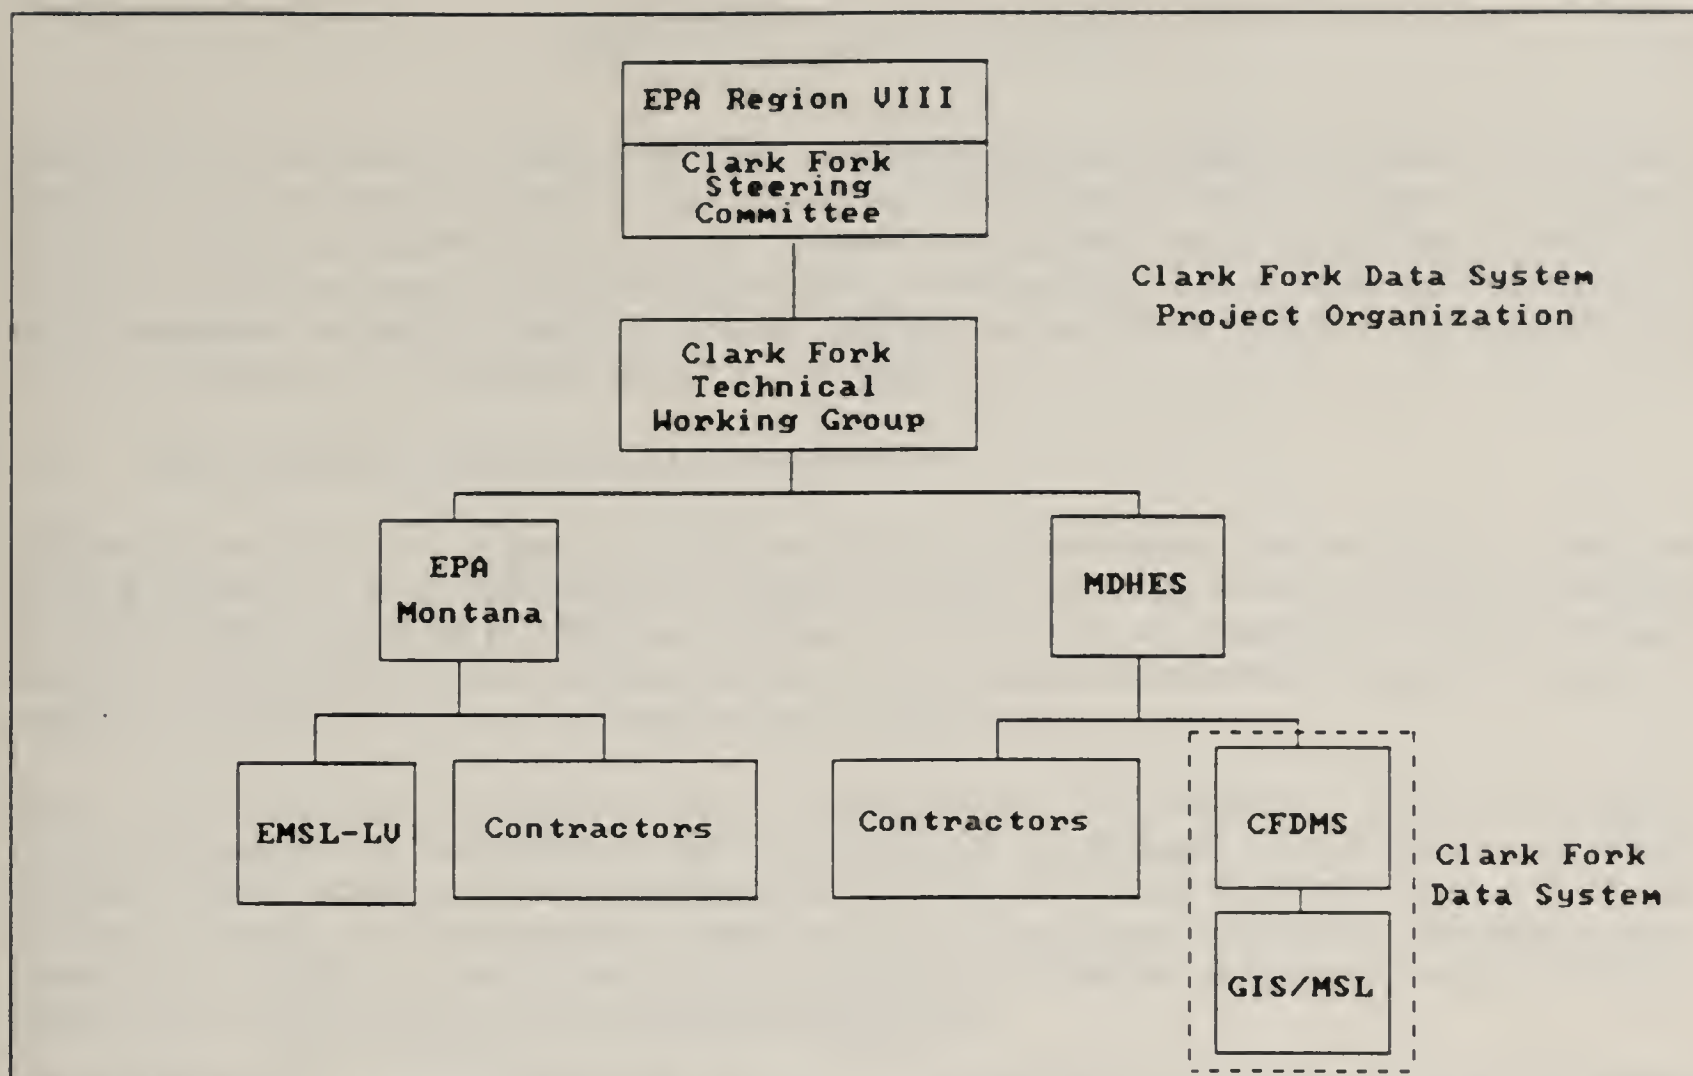 EPA Region VIII
Clark Fork
Steering
Committee
Clark Fork Data System
Project Organization
Clark Fork
Technical
Working Group
EPA
Montana
MDHES
EMSL-LV
Contractors
Contractors
CFDMS
Clark Fork
Data System
GIS/MSL